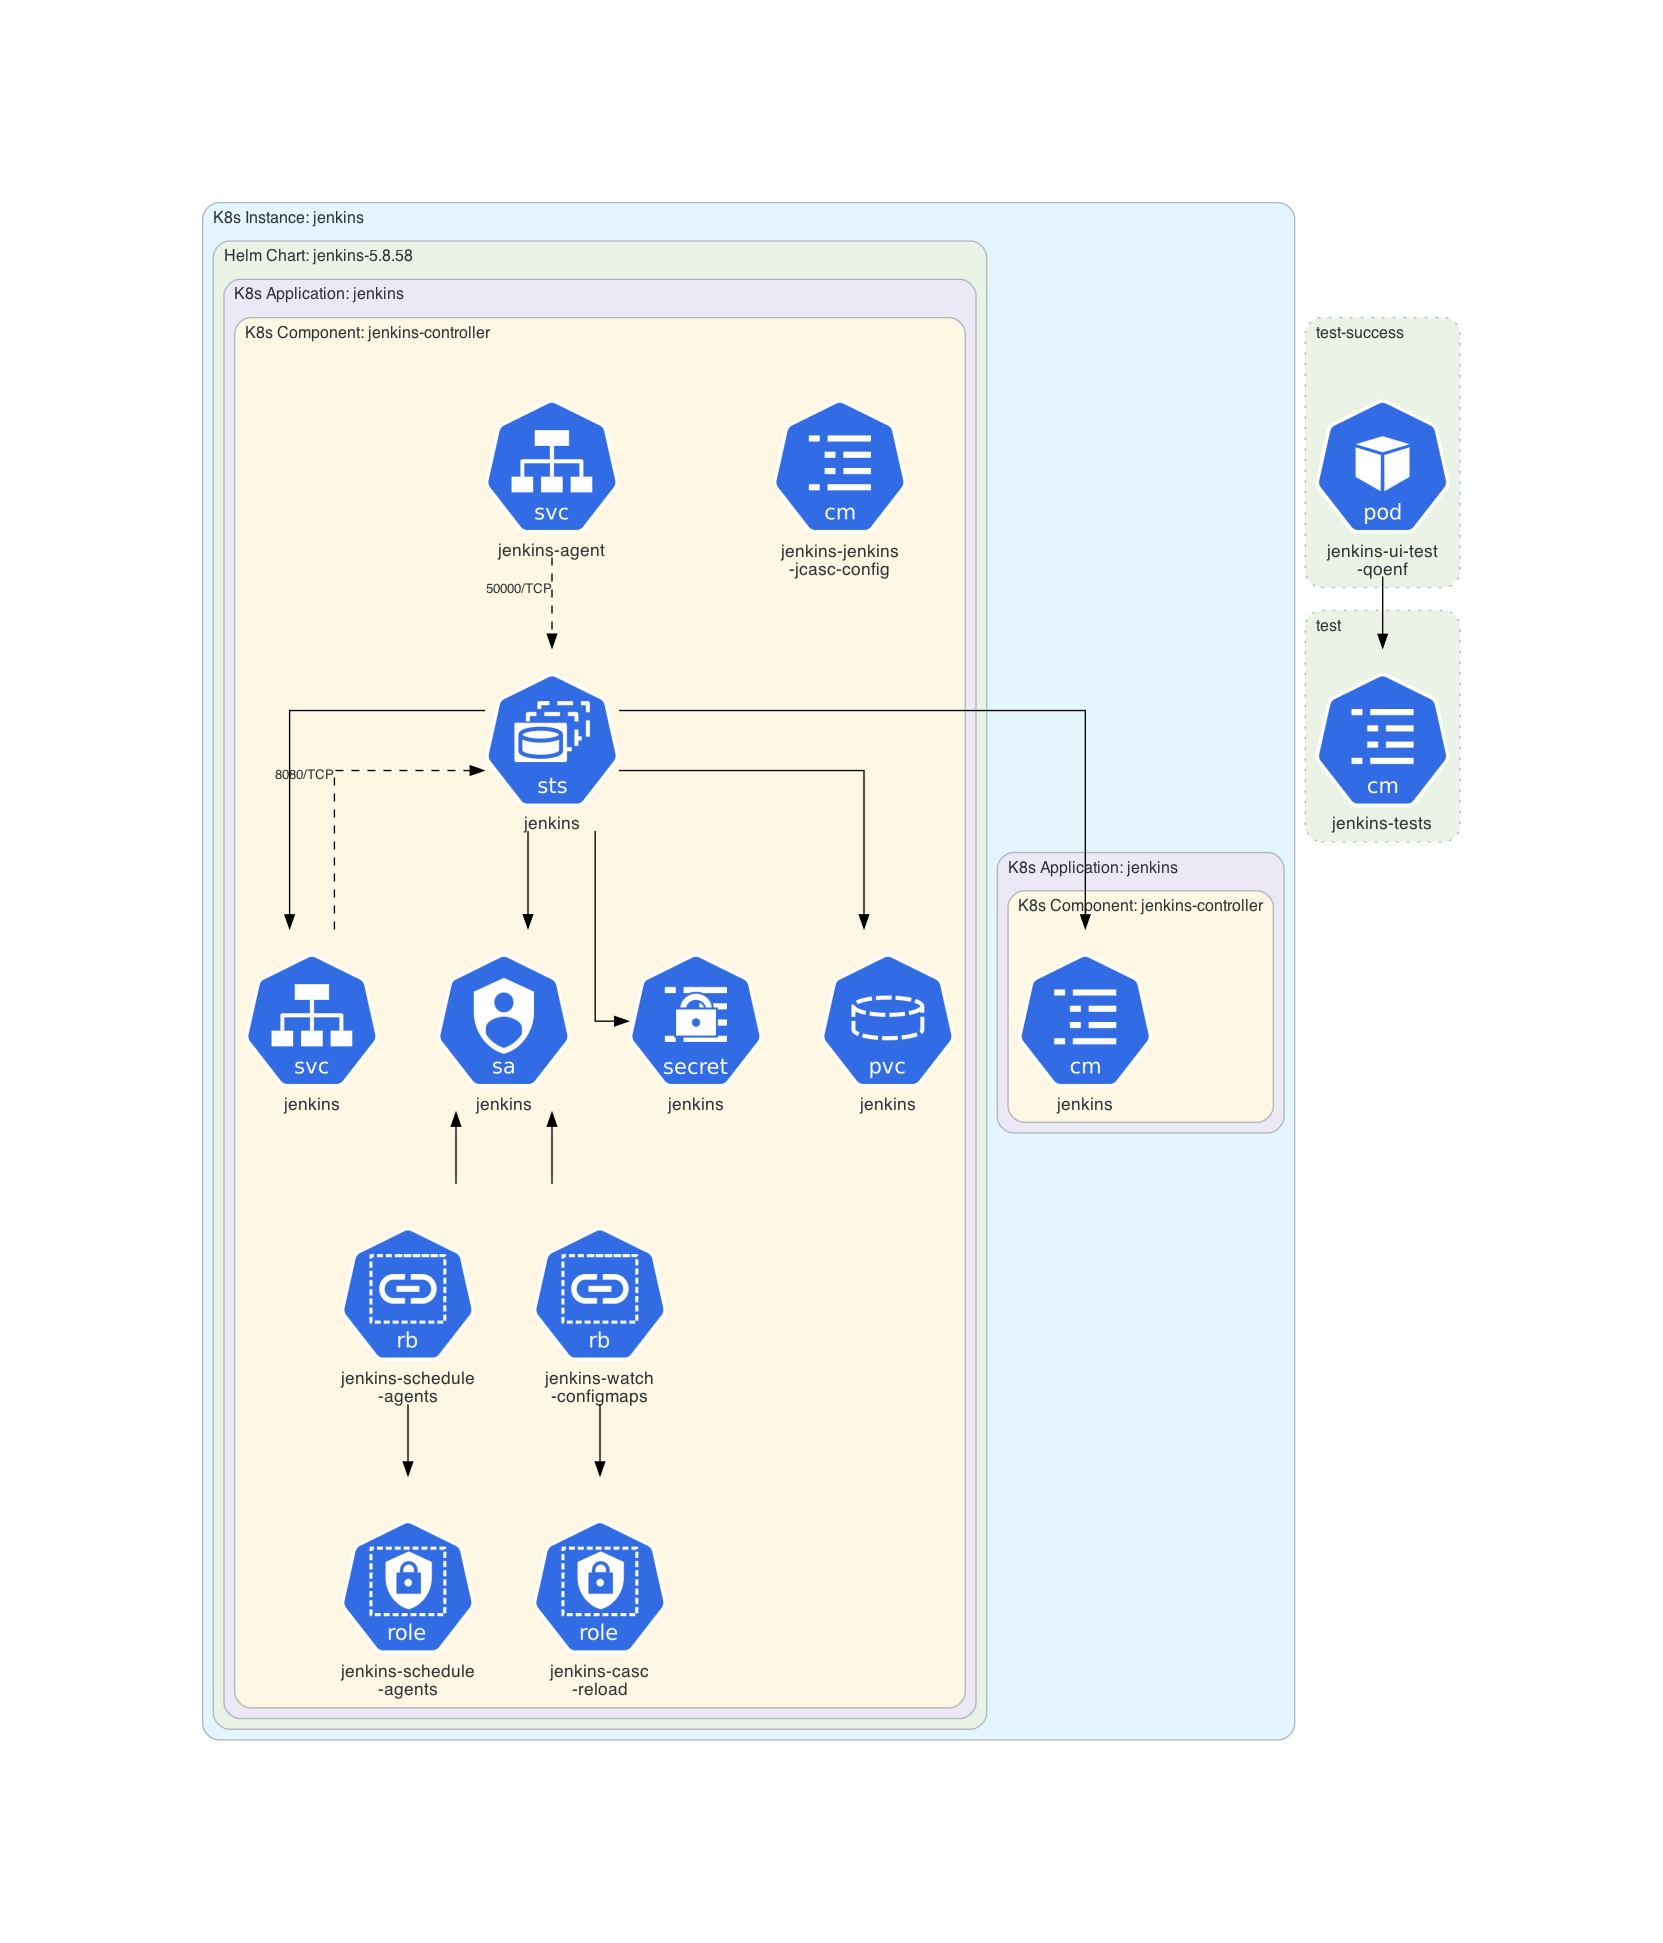 K8s Instance: jenkins
Helm Chart: jenkins-5.8.58
K8s Application: jenkins
K8s Component: jenkins-controller
test-success
svc
jenkins-agent
cm
jenkins-jenkins
-jcasc-config
pod
jenkins-ui-test
-qoenf
50000/TCP
test
sts
jenkins
8080/TCP
cm
jenkins-tests
K8s Application: jenkins
K8s Component: jenkins-controller
svc
jenkins
sa
jenkins
secret
jenkins
pvc
jenkins
cm
jenkins
rb
jenkins-schedule
-agents
rb
jenkins-watch
-configmaps
role
jenkins-schedule
-agents
role
jenkins-casc
-reload